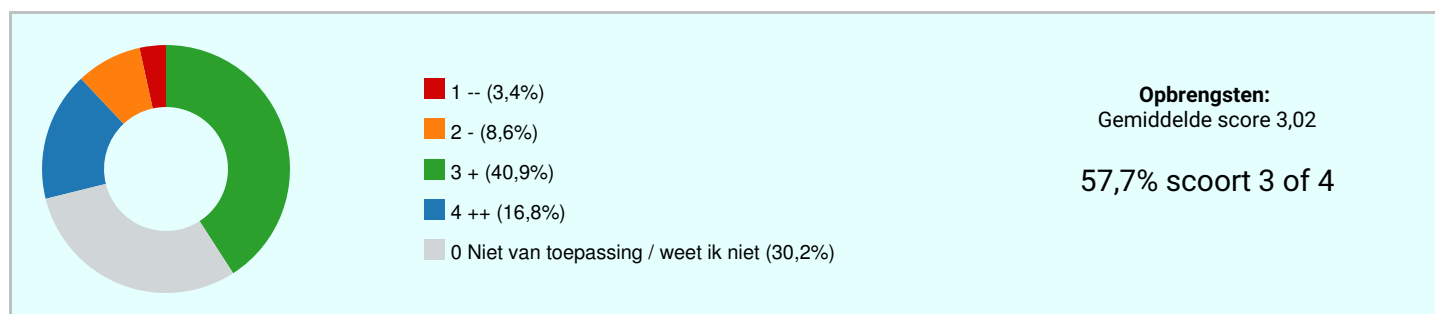 1 -- (3,4%)
2 - (8,6%)
3 + (40,9%)
4 ++ (16,8%)
0 Niet van toepassing / weet ik niet (30,2%)
Opbrengsten:
Gemiddelde score 3,02
57,7% scoort 3 of 4